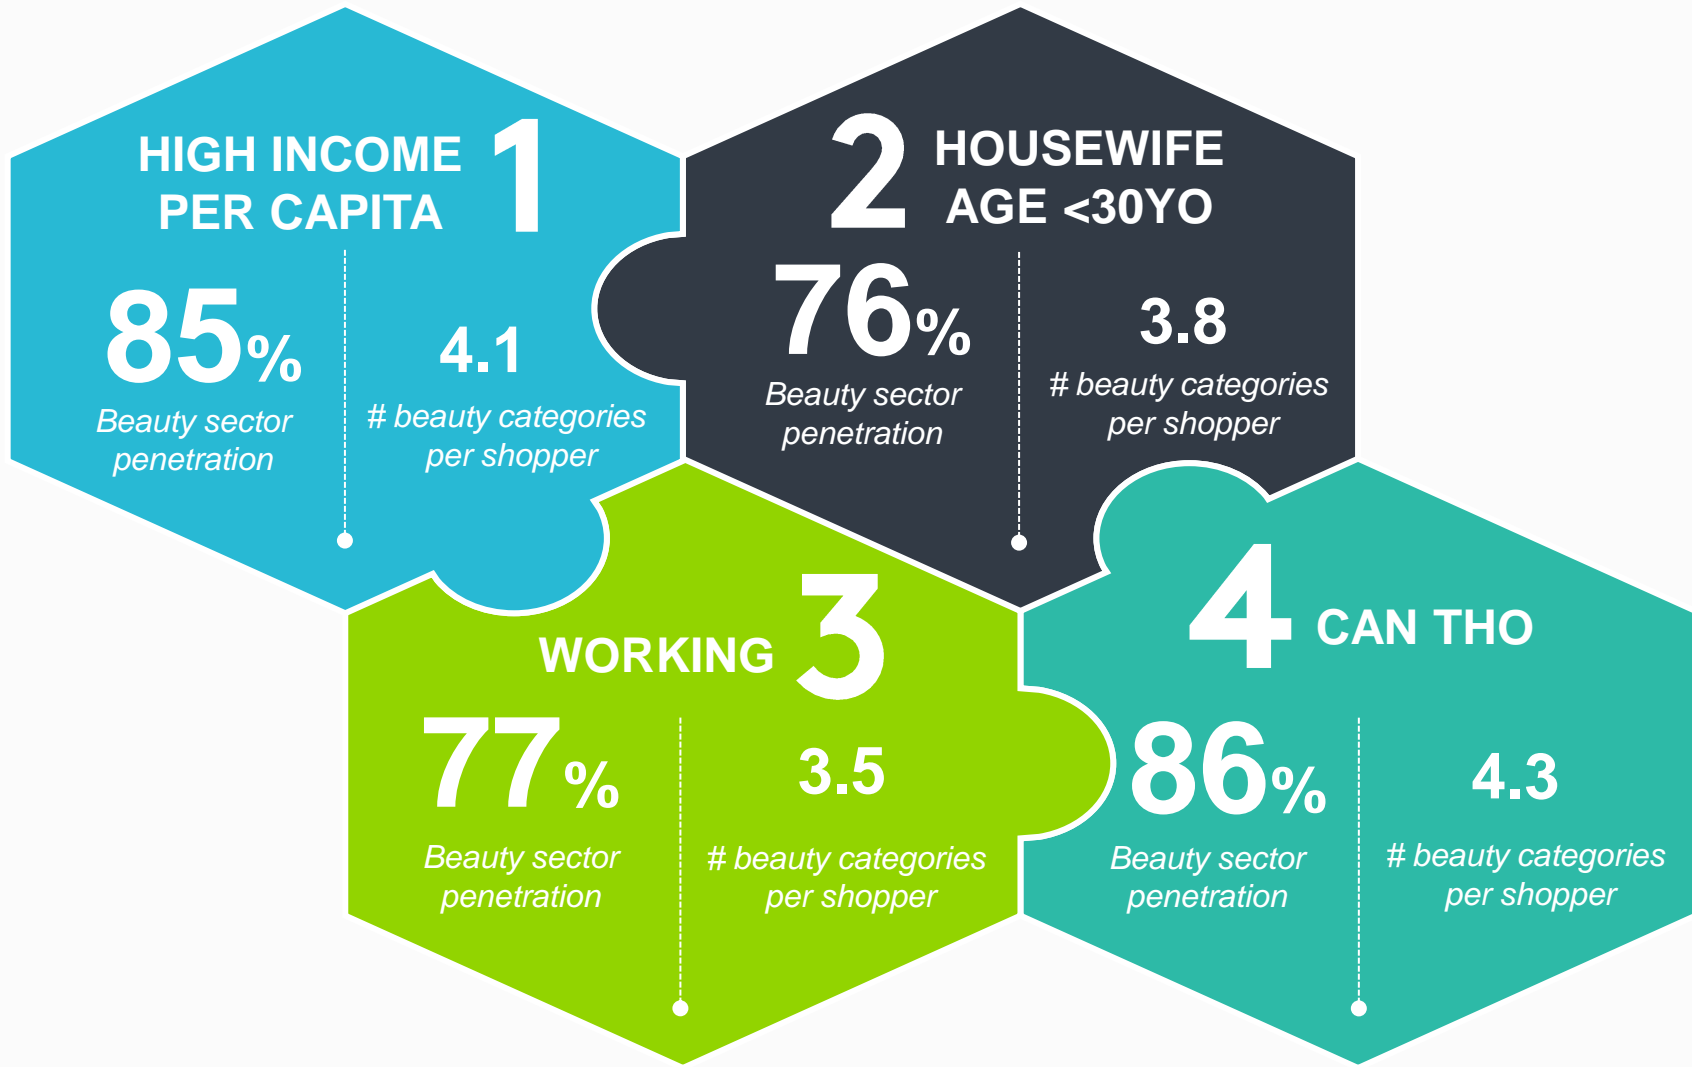 HIGH INCOME
PER CAPITA
1
85%
Beauty sector
penetration
4.1
# beauty categories
per shopper
2
HOUSEWIFE
AGE <30YO
76%
Beauty sector
penetration
3.8
# beauty categories
per shopper
WORKING
3
77%
Beauty sector
penetration
3.5
# beauty categories
per shopper
4
CAN THO
86%
Beauty sector
penetration
4.3
# beauty categories
per shopper